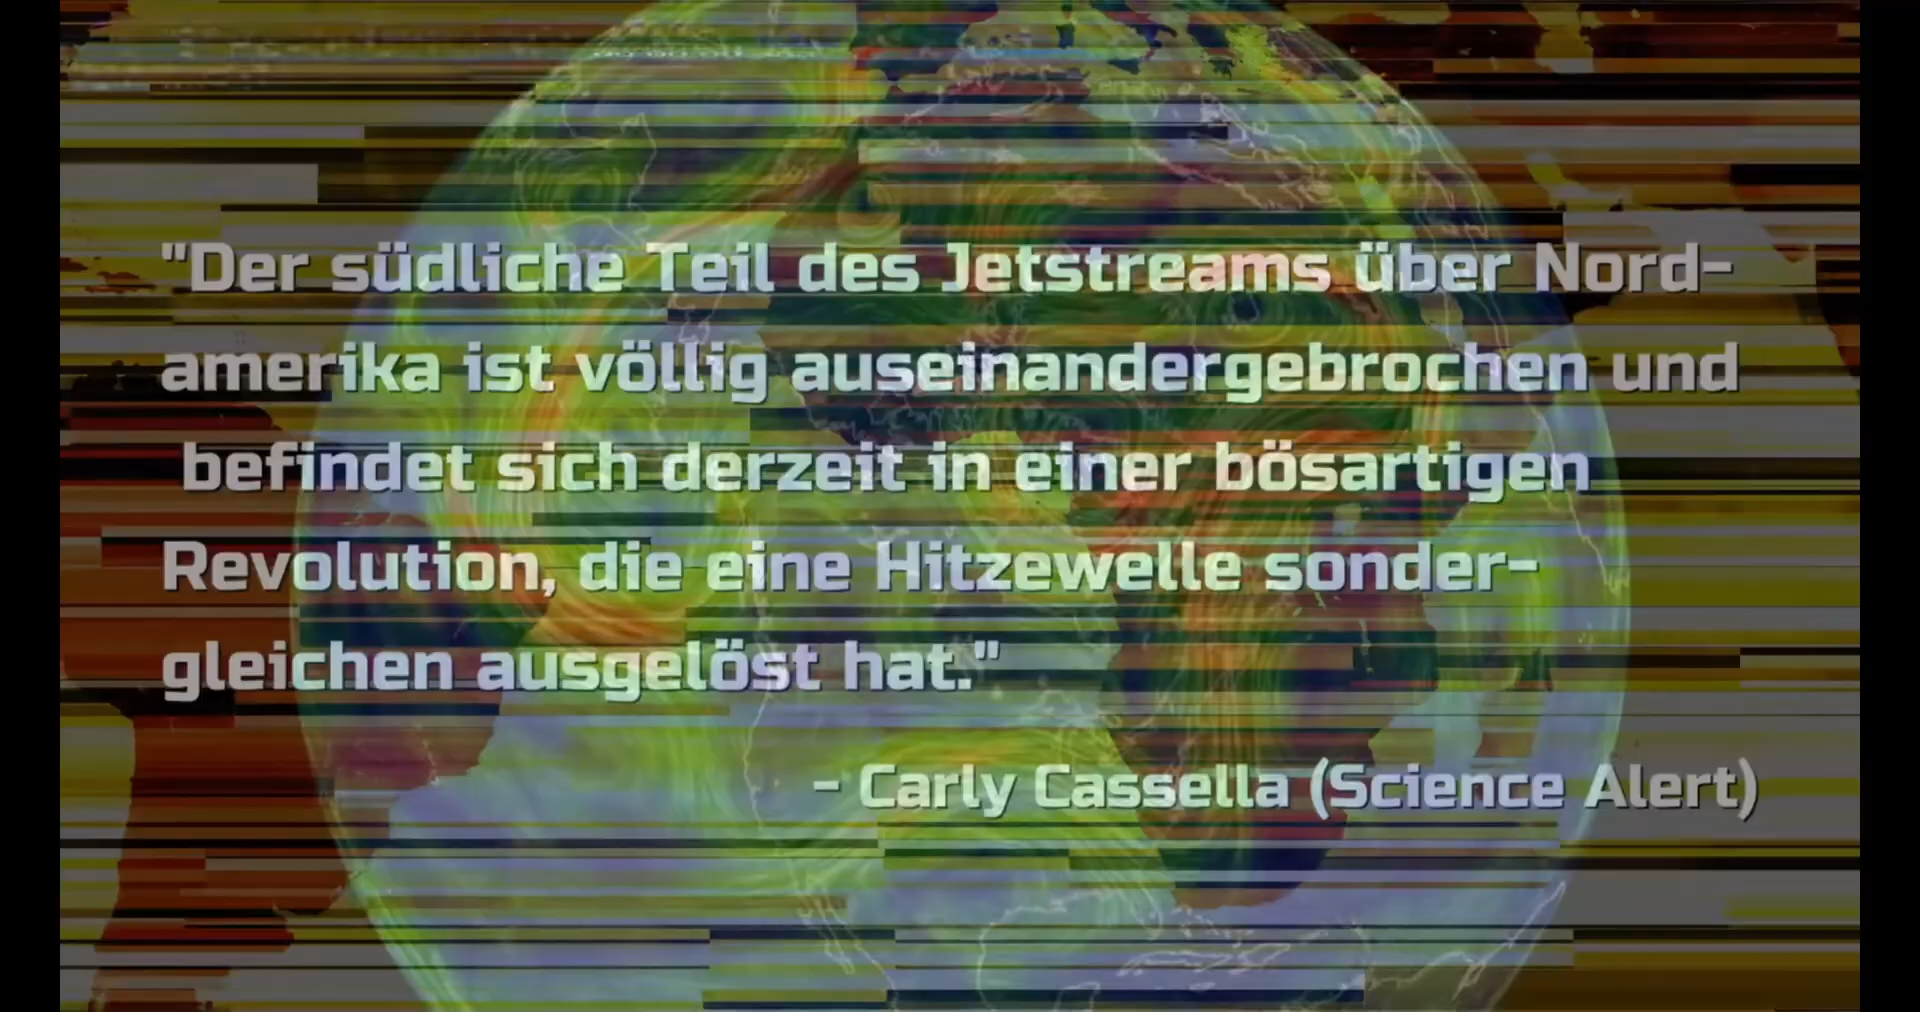 "Der südliche Teil des Jetstreams über Nord-
amerika ist völlig auseinandergebrochen und
befindet sich derzeit in einer bösartigen
Revolution, die eine Hitzewelle sonder-
gleichen ausgelöst hat."
- Carly Cassella (Science Alert)